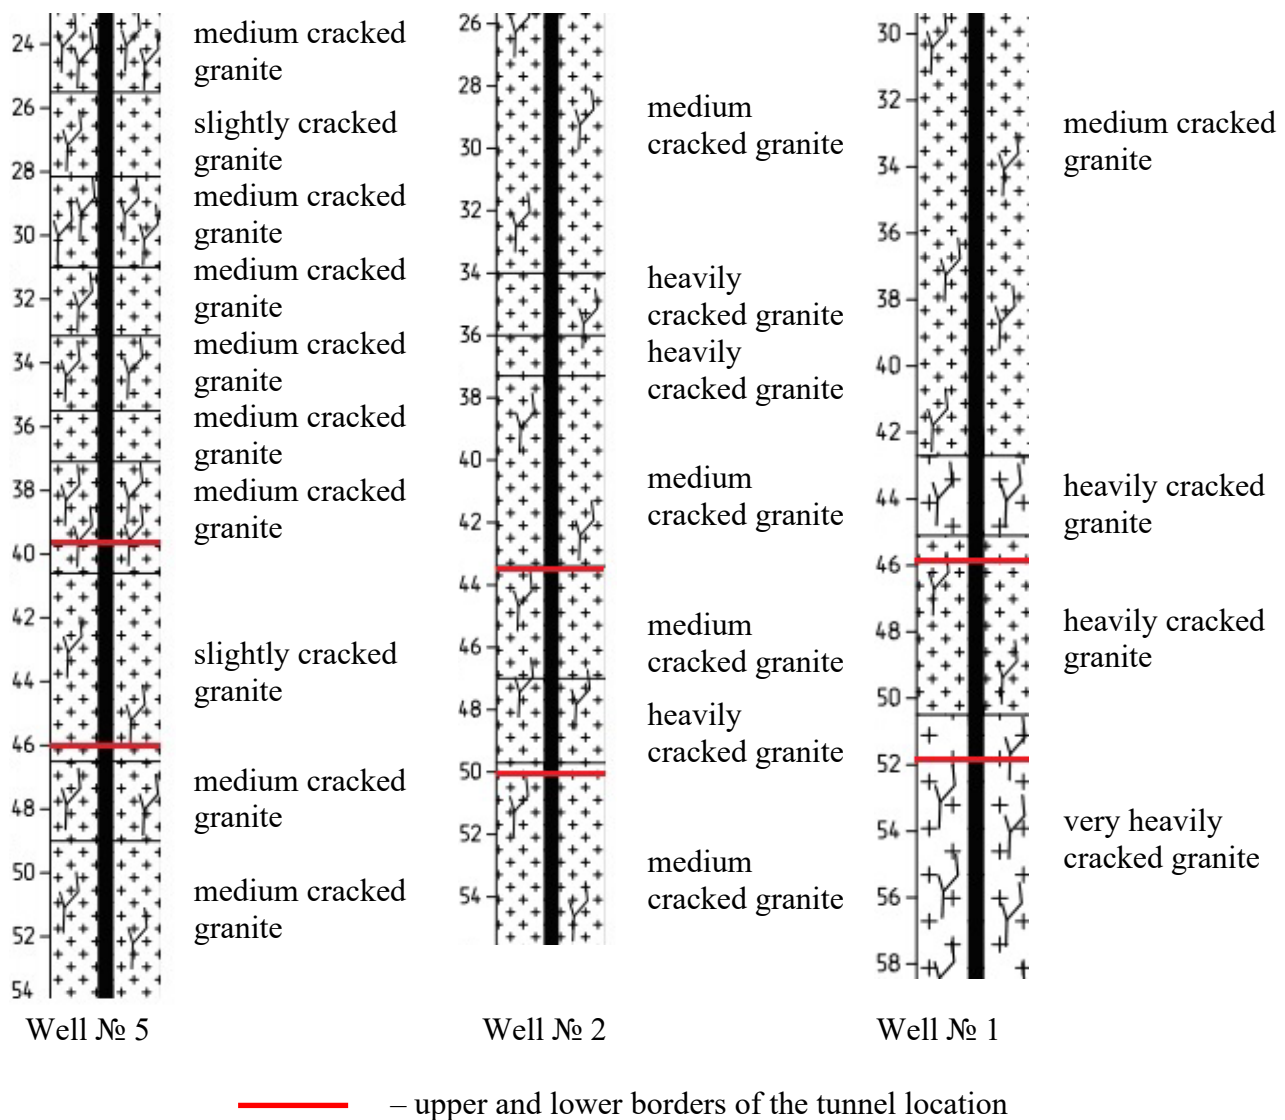 24
26
28
30
32
34
36
38
40
42
44
46
48
50
52
54
medium cracked
granite
slightly cracked
granite
medium cracked
granite
medium cracked
granite
medium cracked
granite
medium cracked
granite
medium cracked
granite
slightly cracked
granite
medium cracked
granite
medium cracked
granite
Well № 5
26
28
30
32
34
36
38
40
42
44
46
48
50
52
54
medium
cracked granite
heavily
cracked granite
heavily
cracked granite
medium
cracked granite
medium
cracked granite
heavily
cracked granite
medium
cracked granite
Well № 2
30
32
34
36
38
40
42
44
46
48
50
52
54
56
58
medium cracked
granite
heavily cracked
granite
heavily cracked
granite
very heavily
cracked granite
Well № 1
– upper and lower borders of the tunnel location